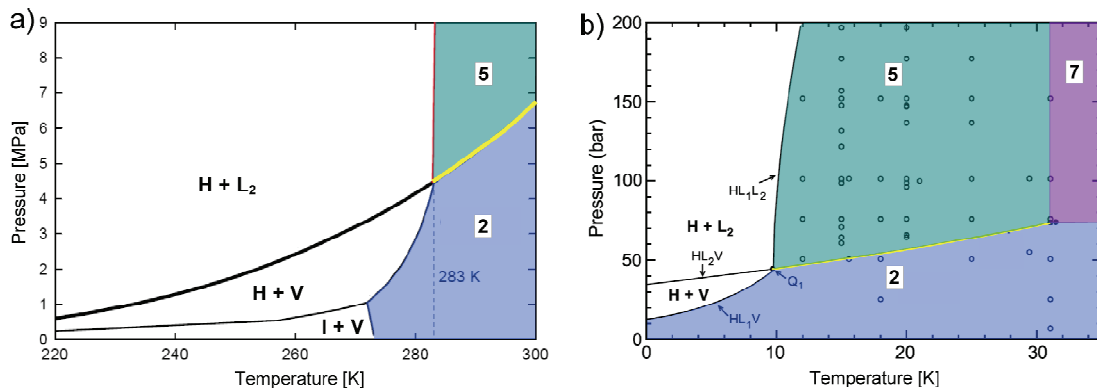 a)
9
8
7
6
5
4
3
2
1
0
Pressure [MPa]
220
240
260
280
300
Temperature [K]
H + L₂
H + V
I + V
283 K
5
2
b)
200
150
100
50
0
Pressure (bar)
0
10
20
30
Temperature [K]
H + L₂
H + V
HL₂V
HL₁V
HL₁L₂
Q₁
5
2
7